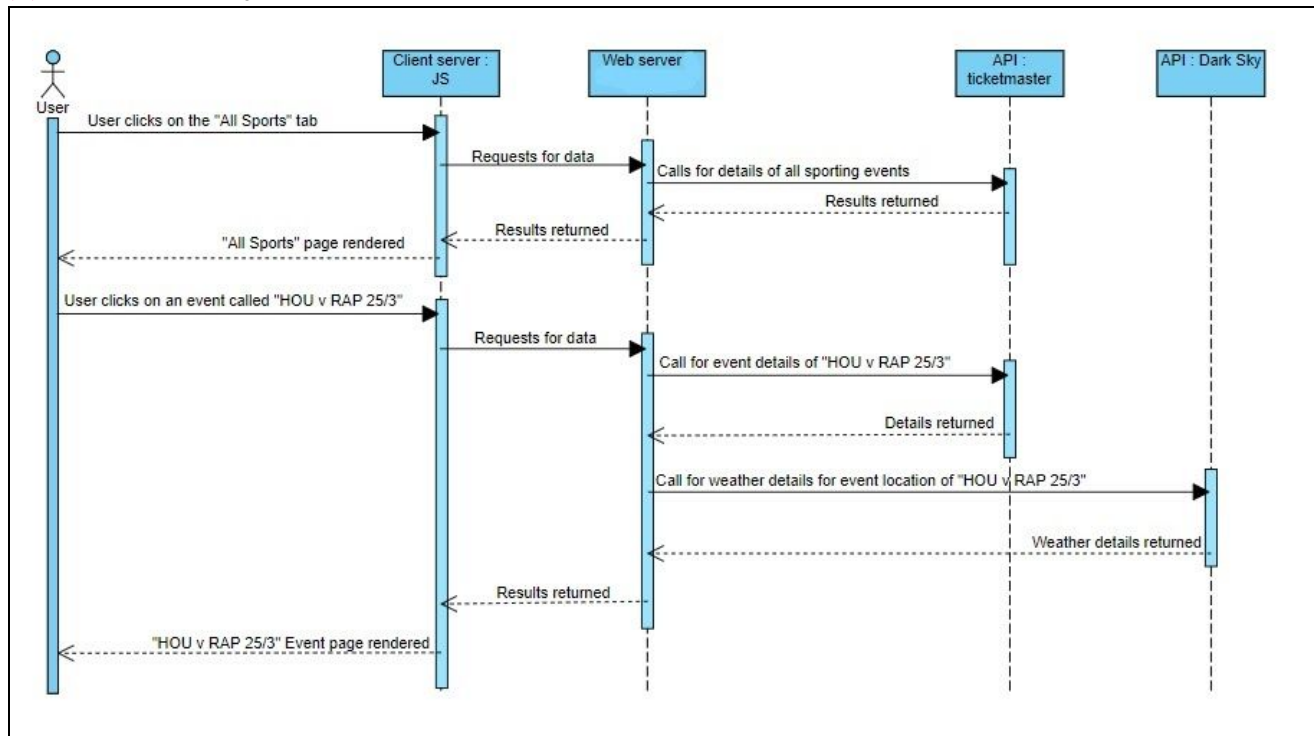 User
Client server :
JS
Web server
API :
ticketmaster
API : Dark Sky
User clicks on the "All Sports" tab
Requests for data
Calls for details of all sporting events
Results returned
Results returned
"All Sports" page rendered
User clicks on an event called "HOU v RAP 25/3"
Requests for data
Call for event details of "HOU v RAP 25/3"
Details returned
Call for weather details for event location of "HOU v RAP 25/3"
Weather details returned
Results returned
"HOU v RAP 25/3" Event page rendered